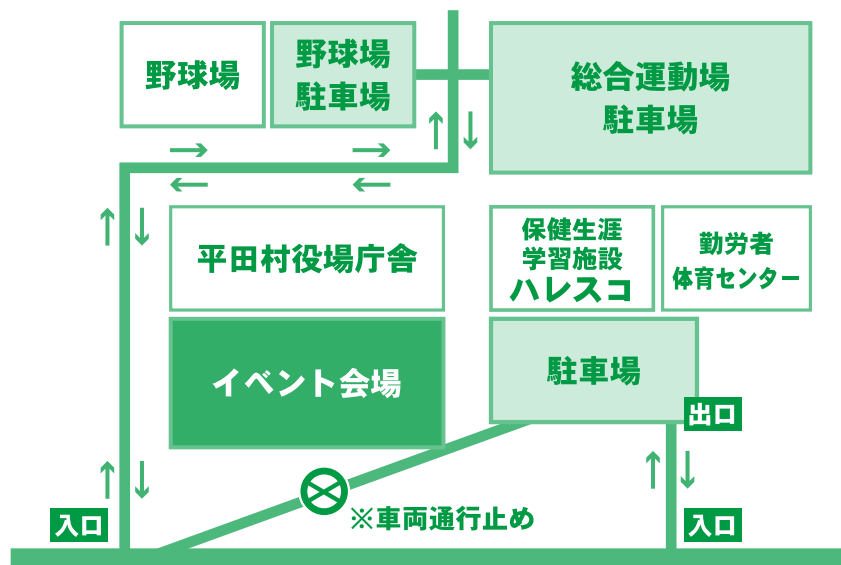 野球場
野球場
駐車場
総合運動場
駐車場
平田村役場庁舎
保健生涯
学習施設
ハレスコ
勤労者
体育センター
イベント会場
駐車場
出口
※車両通行止め
入口
入口